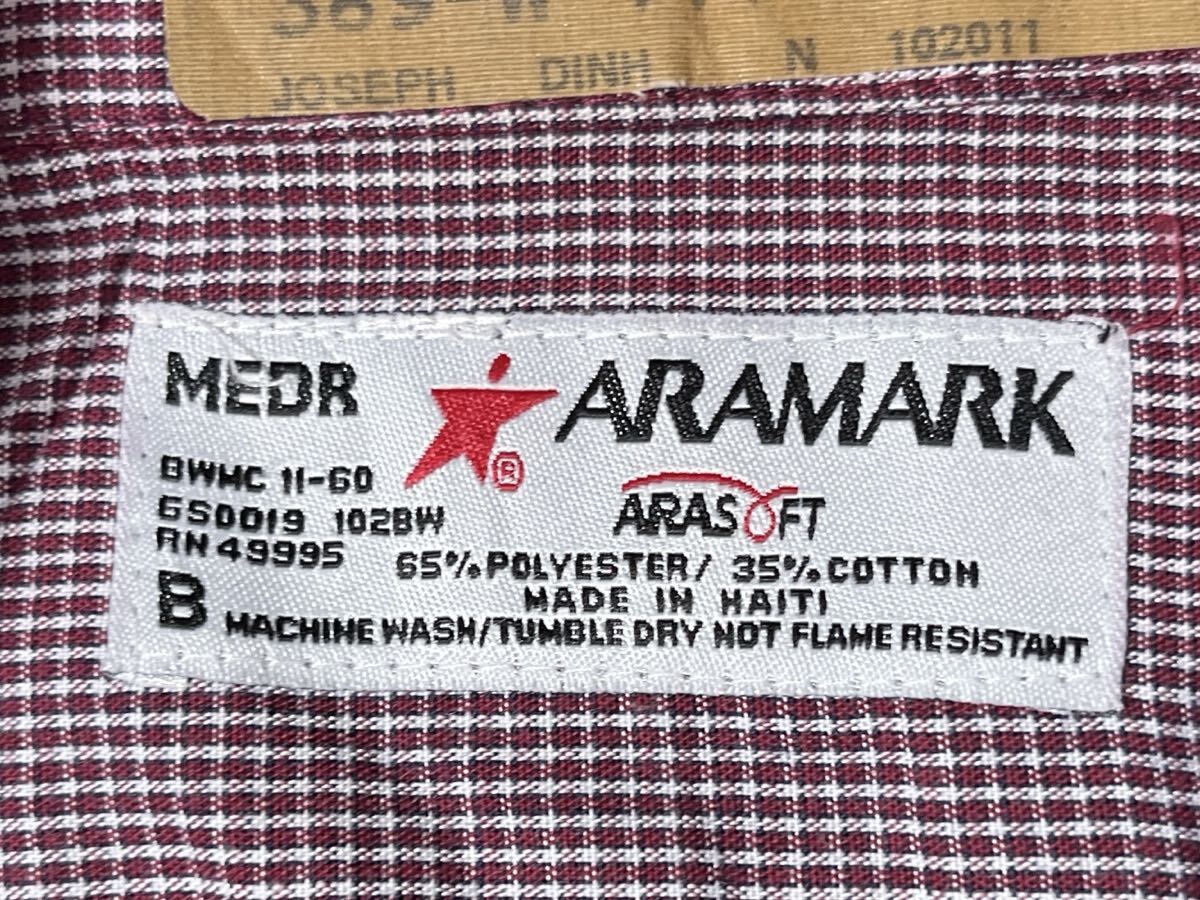 JOSEPH DINH N 102011
MEDR
ARAMARK
®
BWMC 11-60
GS0019 102BW
RN 49995
ARASOFT
65% POLYESTER/ 35% COTTON
MADE IN HAITI
B
MACHINE WASH/TUMBLE DRY NOT FLAME RESISTANT